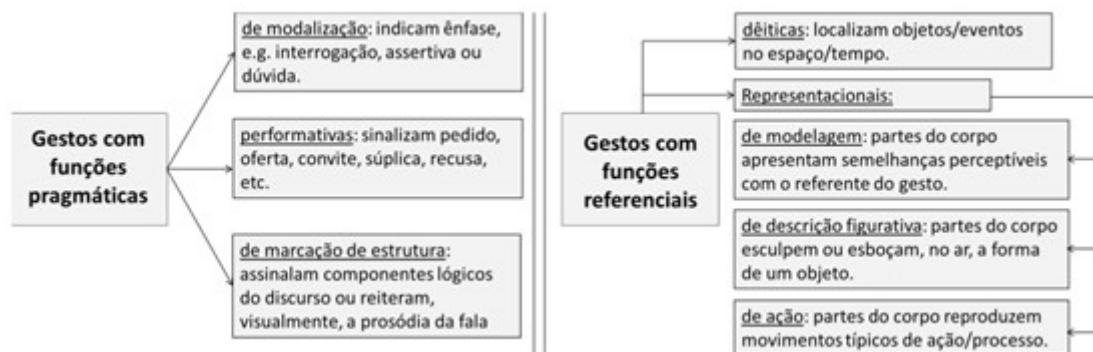 Gestos com
funções
pragmáticas
de modalização: indicam ênfase,
e.g. interrogação, assertiva ou
dúvida.
performativas: sinalizam pedido,
oferta, convite, súplica, recusa,
etc.
de marcação de estrutura:
assinalam componentes lógicos
do discurso ou reiteram,
visualmente, a prosódia da fala
Gestos com
funções
referenciais
dêiticas: localizam objetos/eventos
no espaço/tempo.
Representacionais:
de modelagem: partes do corpo
apresentam semelhanças perceptíveis
com o referente do gesto.
de descrição figurativa: partes do corpo
esculpem ou esboçam, no ar, a forma
de um objeto.
de ação: partes do corpo reproduzem
movimentos típicos de ação/processo.